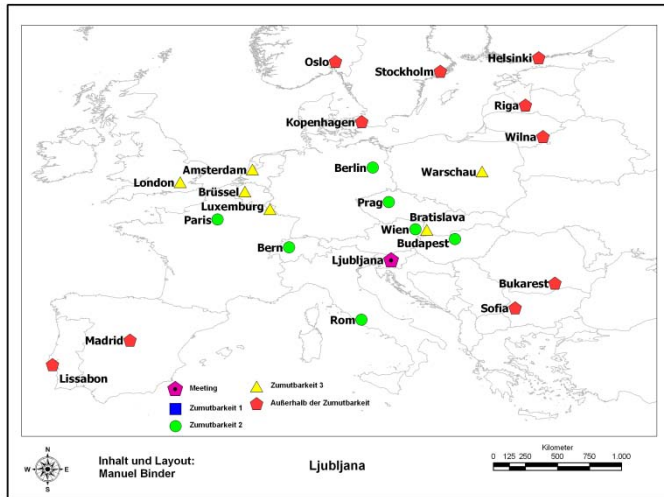 Oslo
Stockholm
Helsinki
Riga
Wilna
Kopenhagen
Amsterdam
London
Brüssel
Luxemburg
Paris
Berlin
Warschau
Prag
Bratislava
Wien
Budapest
Bern
Ljubljana
Bukarest
Sofia
Rom
Madrid
Lissabon
Meeting
Zumutbarkeit 1
Zumutbarkeit 2
Zumutbarkeit 3
Außerhalb der Zumutbarkeit
N
W
E
S
Inhalt und Layout:
Manuel Binder
Ljubljana
Kilometer
0 125 250 500 750 1.000